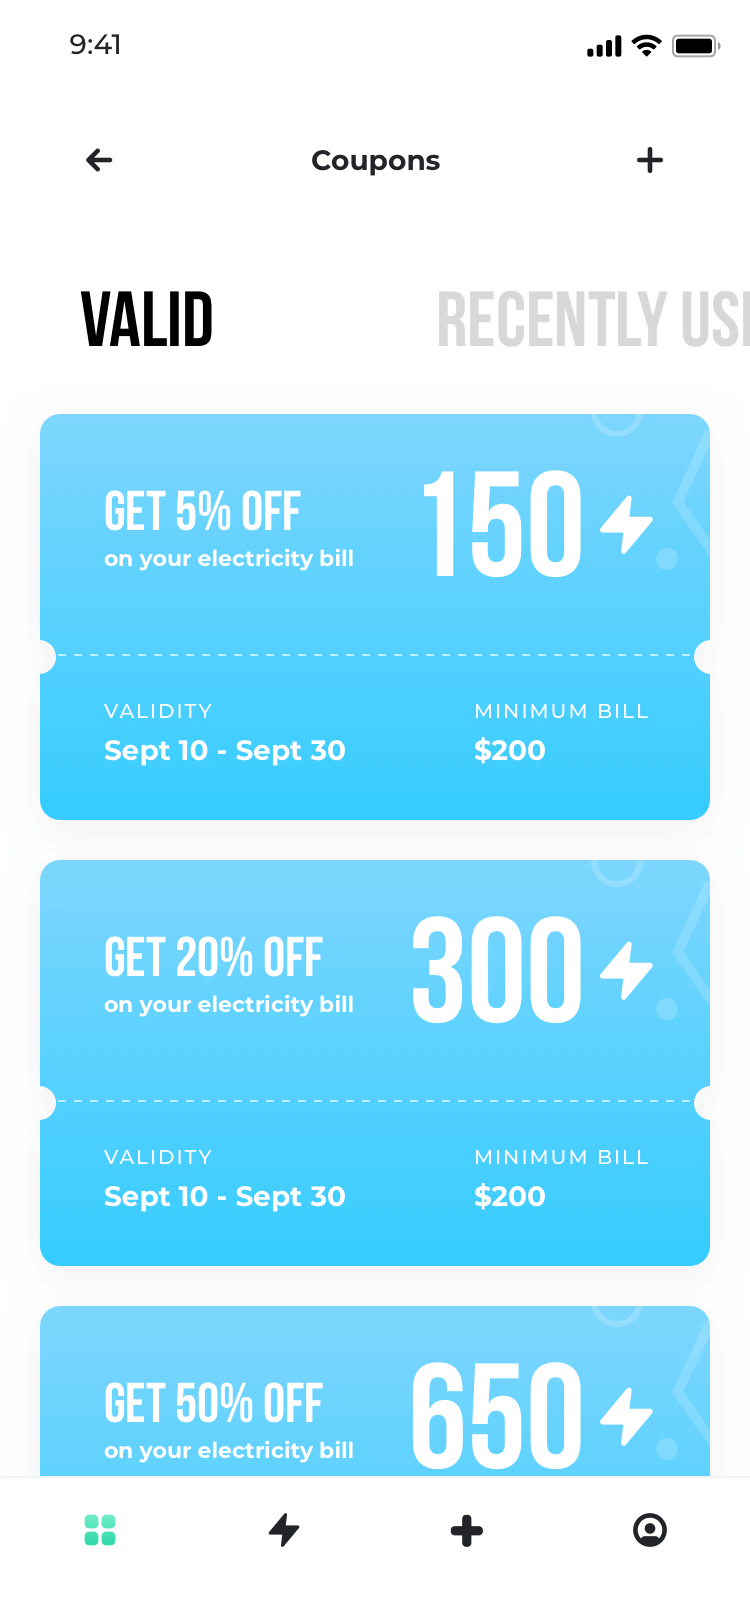 9:41
Coupons
VALID
RECENTLY
GET 5% OFF
on your electricity bill
150
VALIDITY
MINIMUM BILL
Sept 10 - Sept 30
$200
GET 20% OFF
on your electricity bill
300
VALIDITY
MINIMUM BILL
Sept 10 - Sept 30
$200
GET 50% OFF
on your electricity bill
650